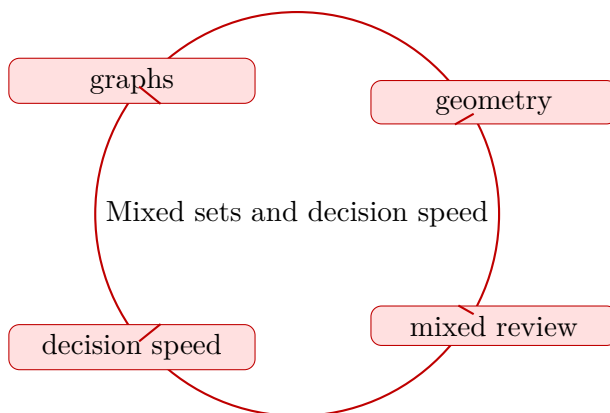 graphs
geometry
Mixed sets and decision speed
decision speed
mixed review